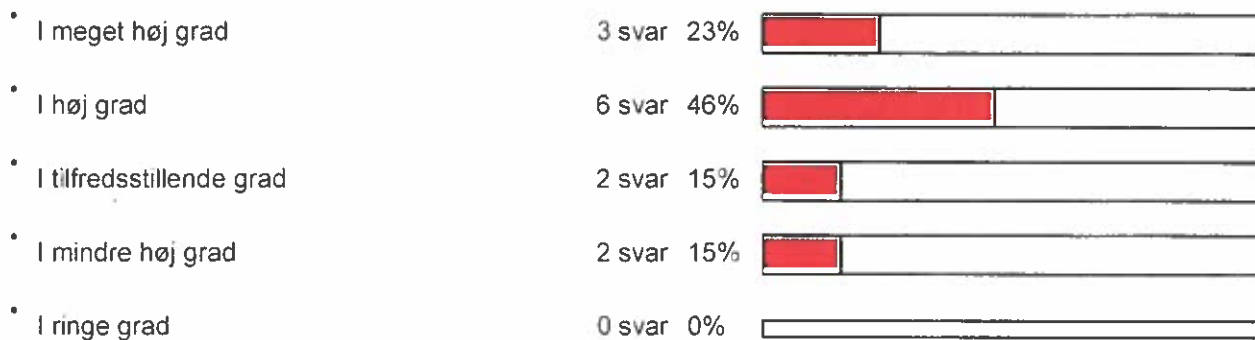 I meget høj grad 3 svar 23%
I høj grad 6 svar 46%
I tilfredsstillende grad 2 svar 15%
I mindre høj grad 2 svar 15%
I ringe grad 0 svar 0%